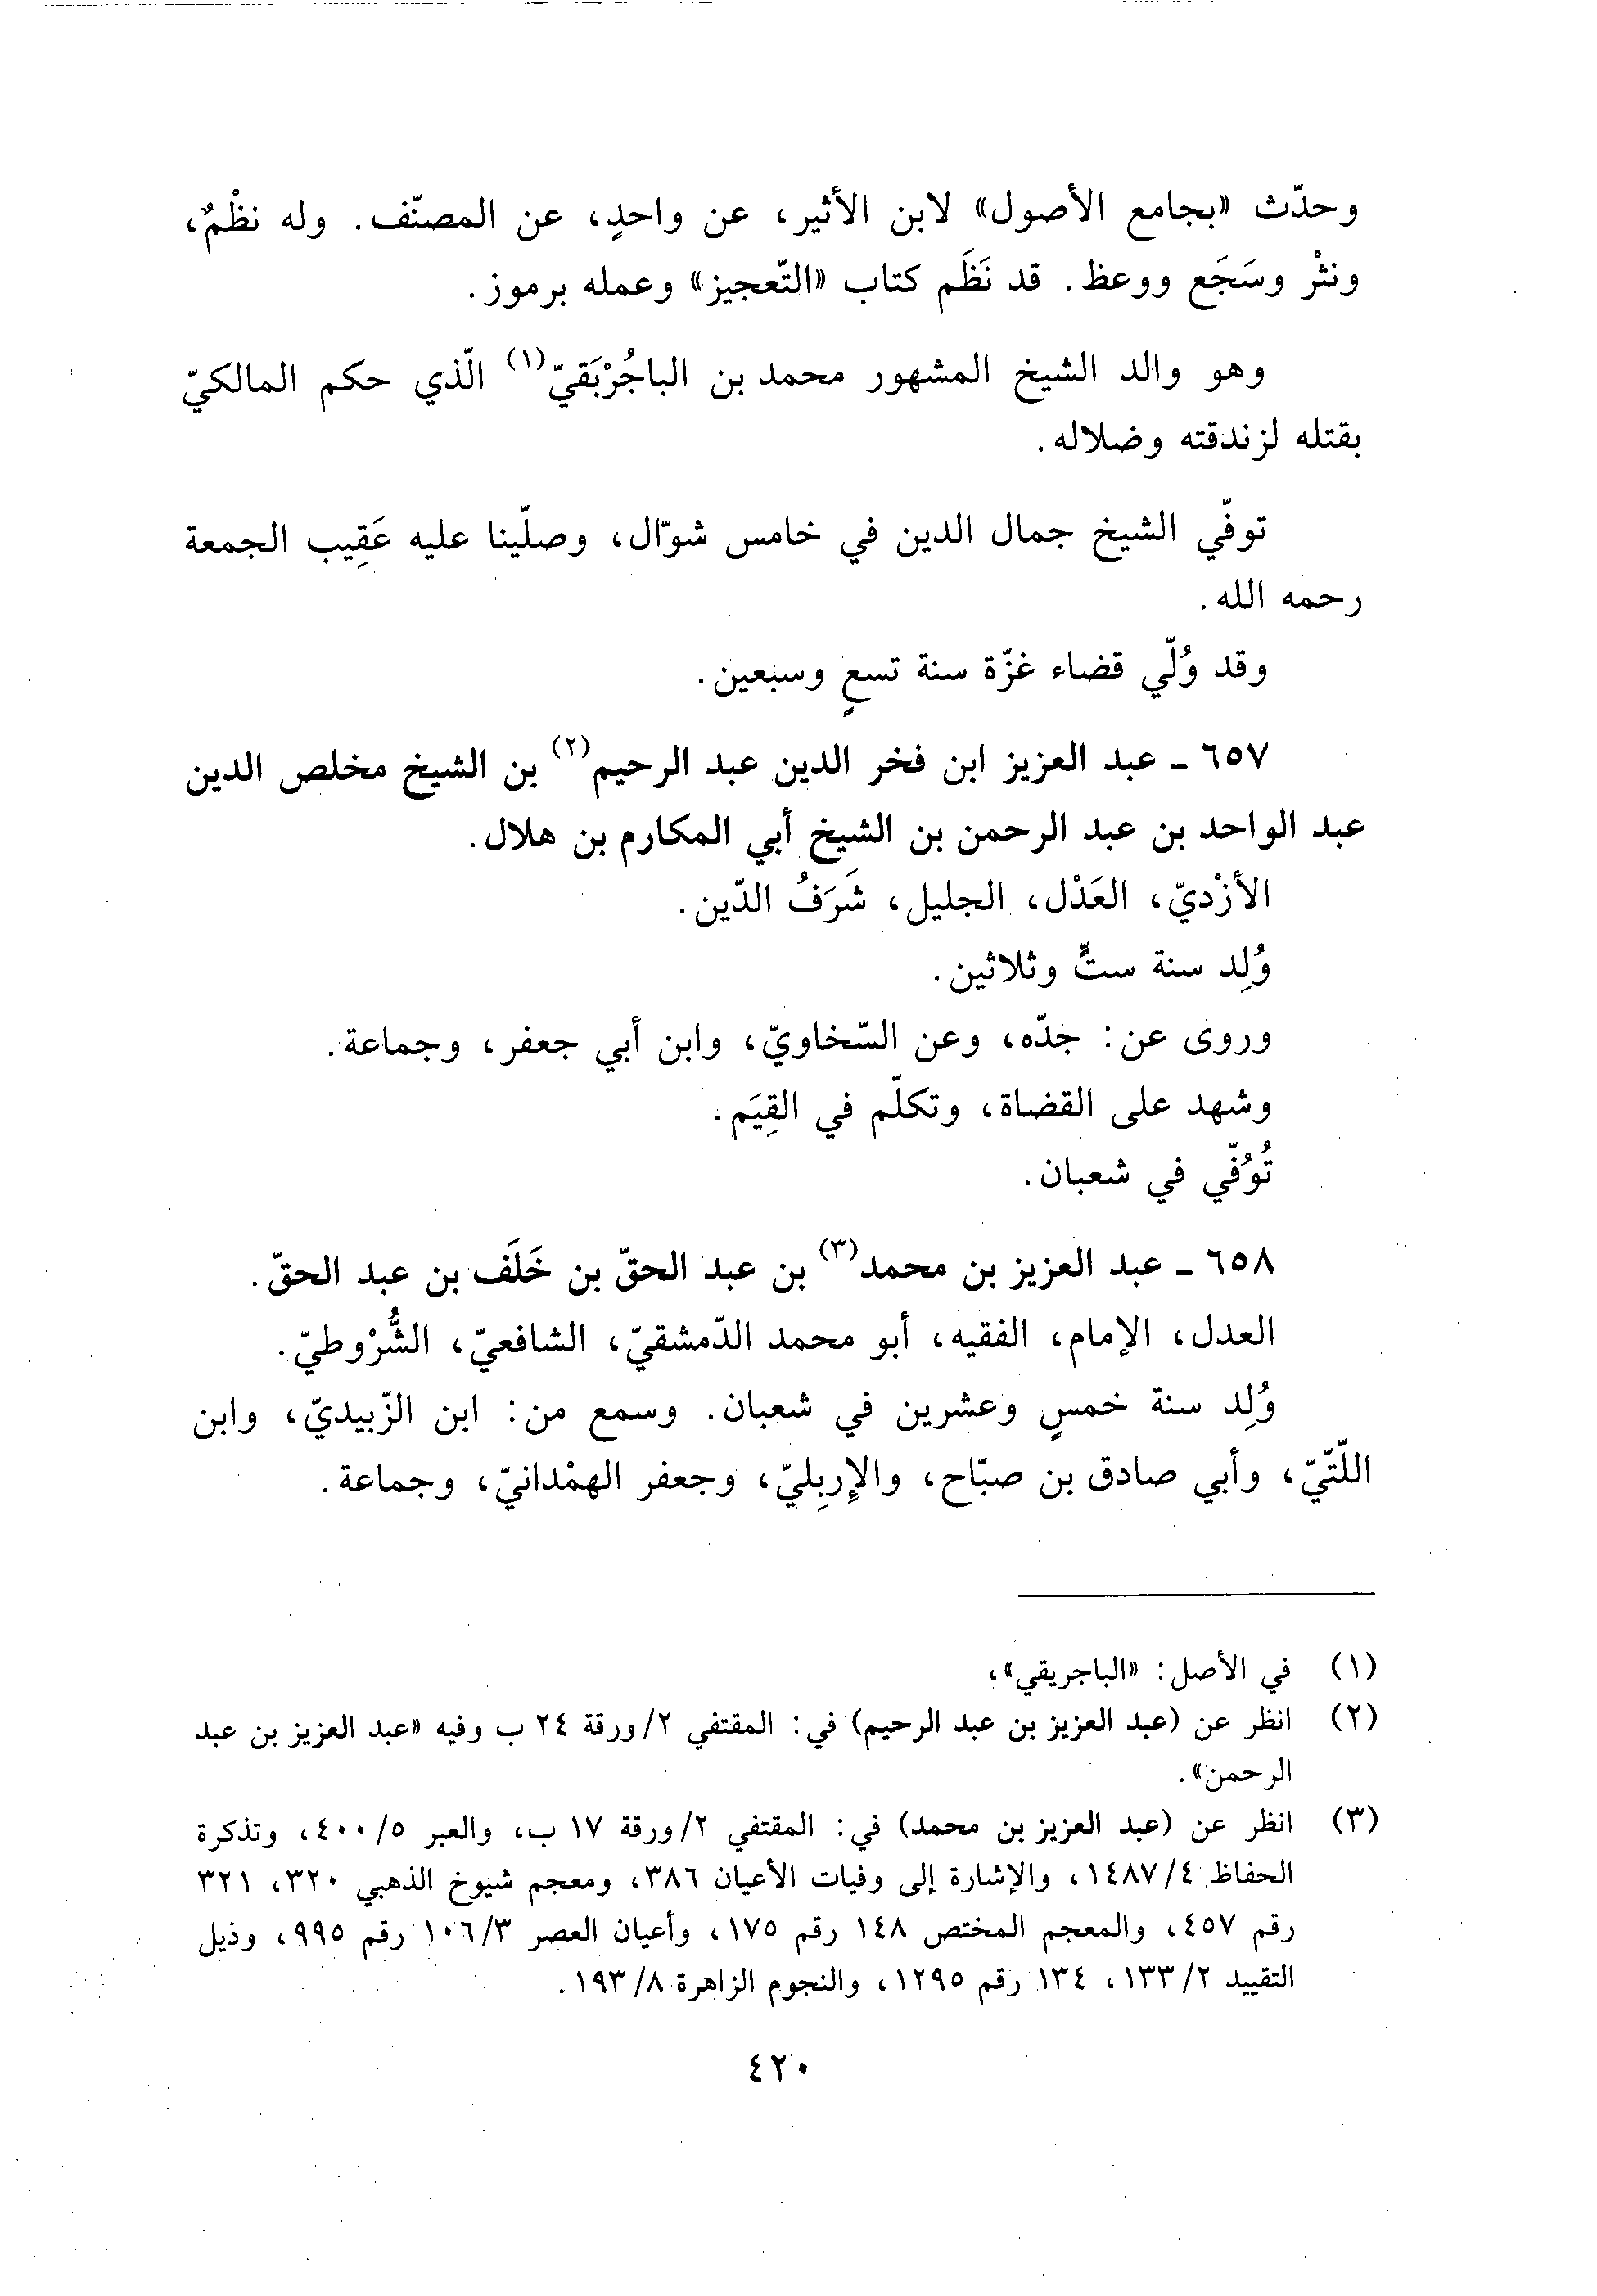 وحدّث «بجامع الأصول» لابن الأثير، عن واحدٍ، عن المصنّف. وله نظْمٌ،
ونثْر وسَجَع ووعظ. قد نَظَم كتاب «التّعجيز» وعمله برموز.
وهو والد الشيخ المشهور محمد بن الباجُرْبَقيّ(١) الّذي حكم المالكيّ
بقتله لزندقته وضلاله.
توفّي الشيخ جمال الدين في خامس شوّال، وصلّينا عليه عَقِيب الجمعة
رحمه الله.
وقد وُلّي قضاء غزّة سنة تسعٍ وسبعين.
٦٥٧ ـ عبد العزيز ابن فخر الدين عبد الرحيم(٢) بن الشيخ مخلص الدين
عبد الواحد بن عبد الرحمن بن الشيخ أبي المكارم بن هلال.
الأزْديّ، العَدْل، الجليل، شَرَفُ الدّين.
وُلِد سنة ستٍّ وثلاثين.
وروى عن: جدّه، وعن السّخاويّ، وابن أبي جعفر، وجماعة.
وشهد على القضاة، وتكلّم في القِيَم.
تُوُفّي في شعبان.
٦٥٨ ـ عبد العزيز بن محمد(٣) بن عبد الحقّ بن خَلَف بن عبد الحقّ.
العدل، الإمام، الفقيه، أبو محمد الدّمشقيّ، الشافعيّ، الشُّرْوطيّ.
وُلِد سنة خمسٍ وعشرين في شعبان. وسمع من: ابن الزّبيديّ، وابن
اللّتّيّ، وأبي صادق بن صبّاح، والإربِليّ، وجعفر الهمْدانيّ، وجماعة.
(١) في الأصل: «الباجريقي»،
(٢) انظر عن (عبد العزيز بن عبد الرحيم) في: المقتفي ٢/ورقة ٢٤ ب وفيه «عبد العزيز بن عبد
الرحمن».
(٣) انظر عن (عبد العزيز بن محمد) في: المقتفي ٢/ورقة ١٧ ب، والعبر ٥/٤٠٠، وتذكرة
الحفاظ ٤/١٤٨٧، والإشارة إلى وفيات الأعيان ٣٨٦، ومعجم شيوخ الذهبي ٣٢٠، ٣٢١
رقم ٤٥٧، والمعجم المختص ١٤٨ رقم ١٧٥، وأعيان العصر ٣/١٠٦ رقم ٩٩٥، وذيل
التقييد ٢/١٣٣، ١٣٤ رقم ١٢٩٥، والنجوم الزاهرة ٨/١٩٣.
٤٢٠